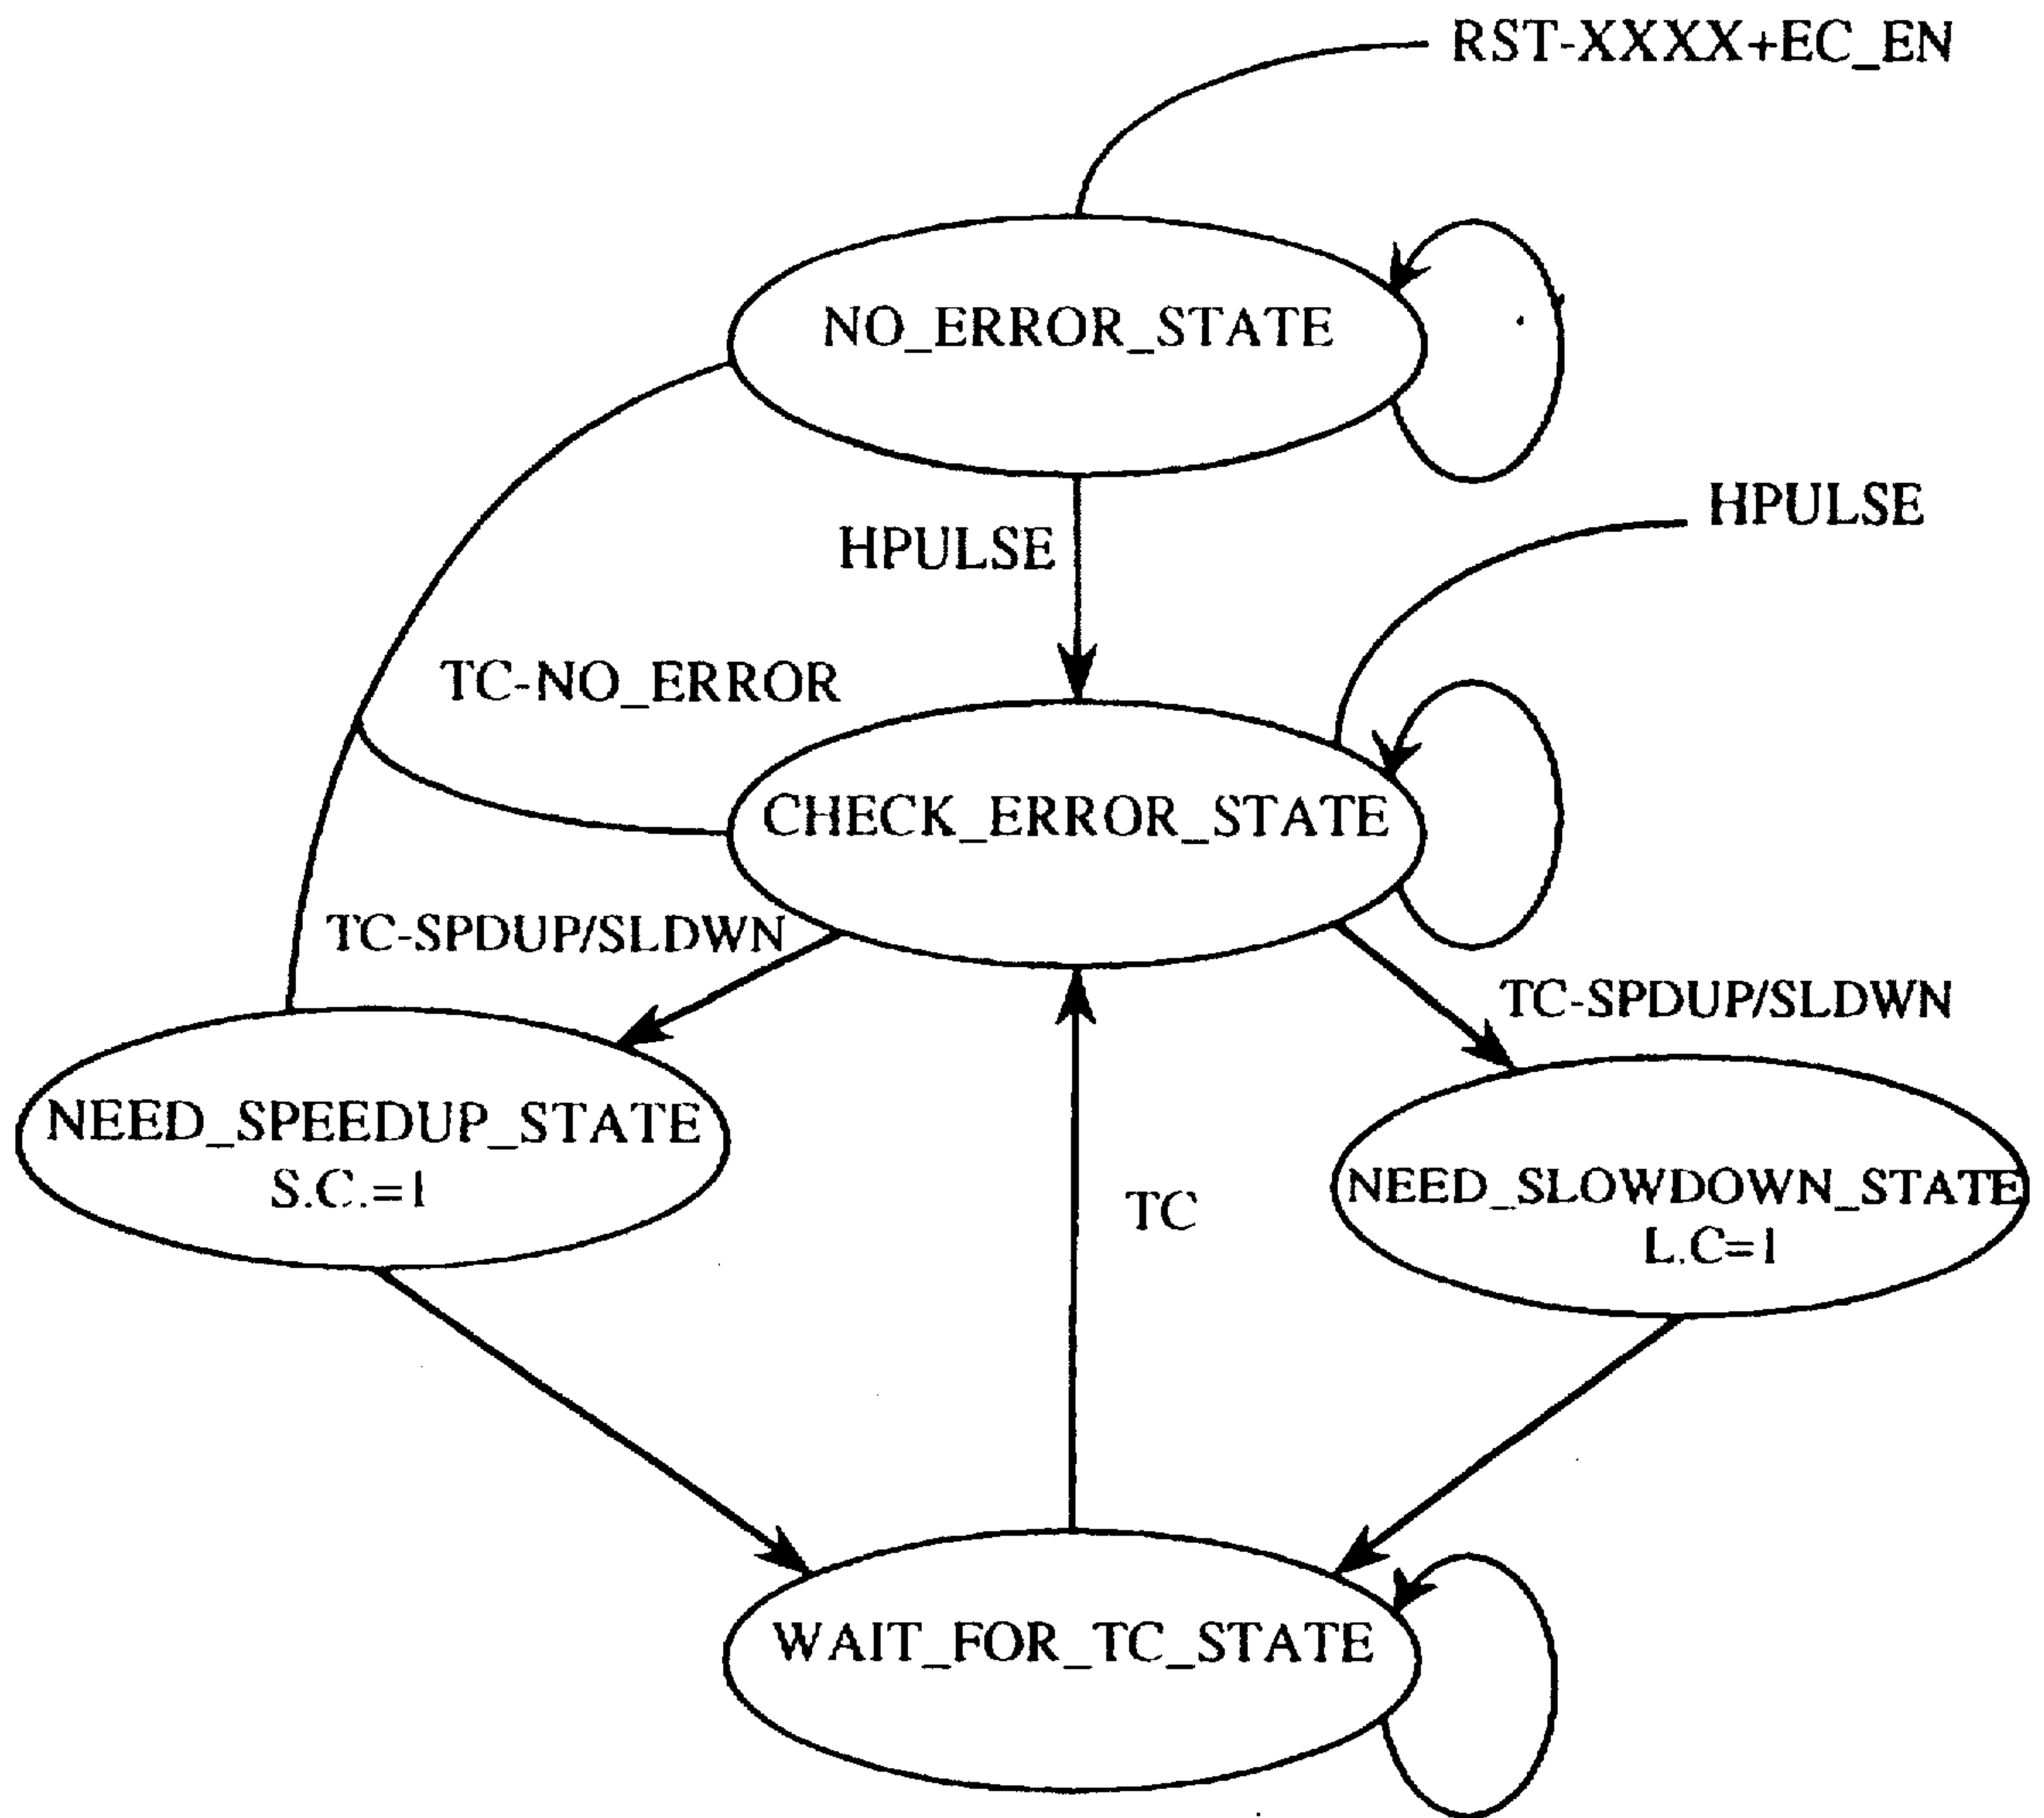 RST-XXXX+EC_EN
NO_ERROR_STATE
HPULSE
HPULSE
TC-NO_ERROR
CHECK_ERROR_STATE
TC-SPDUP/SLDWN
TC-SPDUP/SLDWN
NEED_SPEEDUP_STATE
S.C.=1
NEED_SLOWDOWN_STATE
L.C=1
TC
WAIT_FOR_TC_STATE